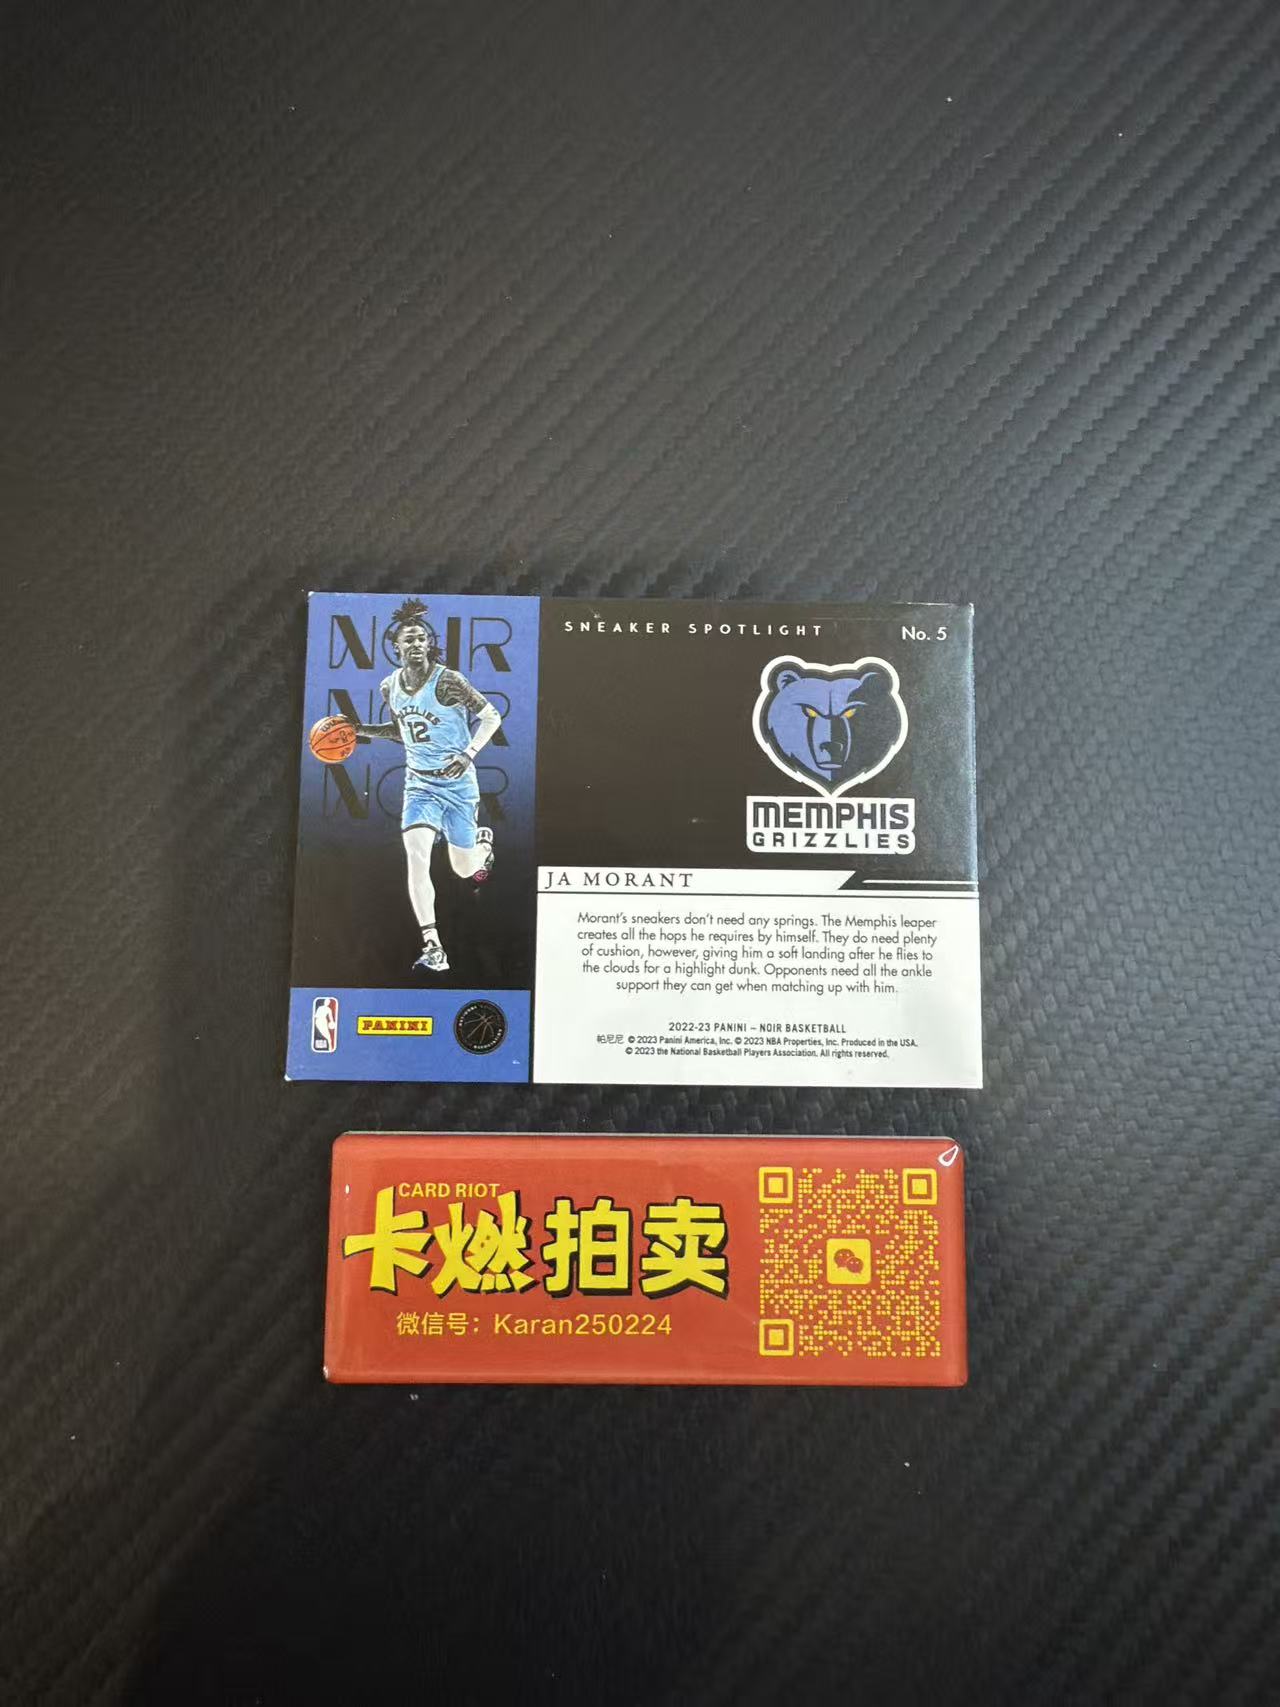 NOIR
NOIR
NOIR
GRIZZLIES
12
SNEAKER SPOTLIGHT
No. 5
MEMPHIS
GRIZZLIES
JA MORANT
Morant's sneakers don't need any springs. The Memphis leaper
creates all the hops he requires by himself. They do need plenty
of cushion, however, giving him a soft landing after he flies to
the clouds for a highlight dunk. Opponents need all the ankle
support they can get when matching up with him.
NBA
PANINI
2022-23 PANINI – NOIR BASKETBALL
帕尼尼 © 2023 Panini America, Inc. © 2023 NBA Properties, Inc. Produced in the USA.
© 2023 the National Basketball Players Association. All rights reserved.
CARD RIOT
卡燃拍卖
微信号：Karan250224